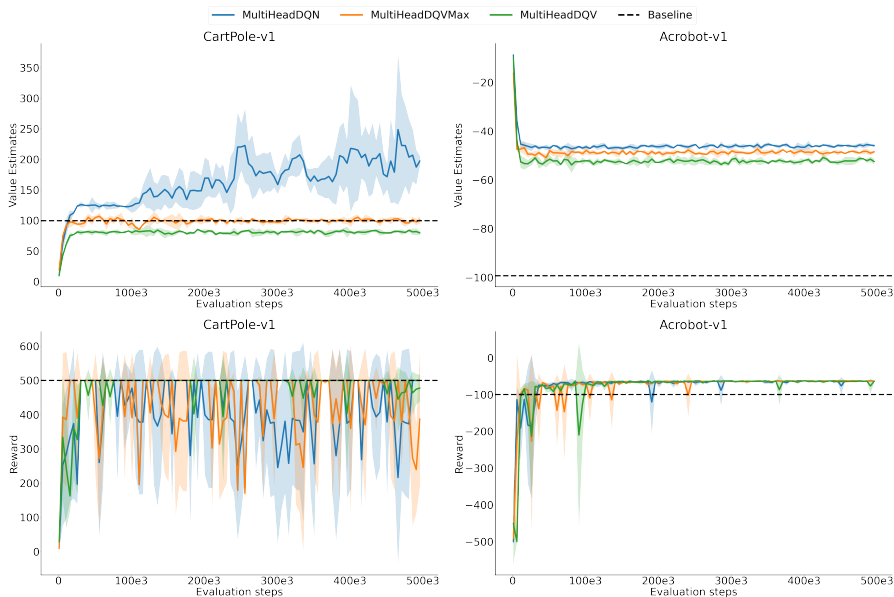 MultiHeadDQN MultiHeadDQVMax MultiHeadDQV Baseline
CartPole-v1
Value Estimates
350
300
250
200
150
100
50
0
0 100e3 200e3 300e3 400e3 500e3
Evaluation steps
Acrobot-v1
Value Estimates
−20
−40
−60
−80
−100
0 100e3 200e3 300e3 400e3 500e3
Evaluation steps
CartPole-v1
Reward
600
500
400
300
200
100
0
0 100e3 200e3 300e3 400e3 500e3
Evaluation steps
Acrobot-v1
Reward
0
−100
−200
−300
−400
−500
0 100e3 200e3 300e3 400e3 500e3
Evaluation steps